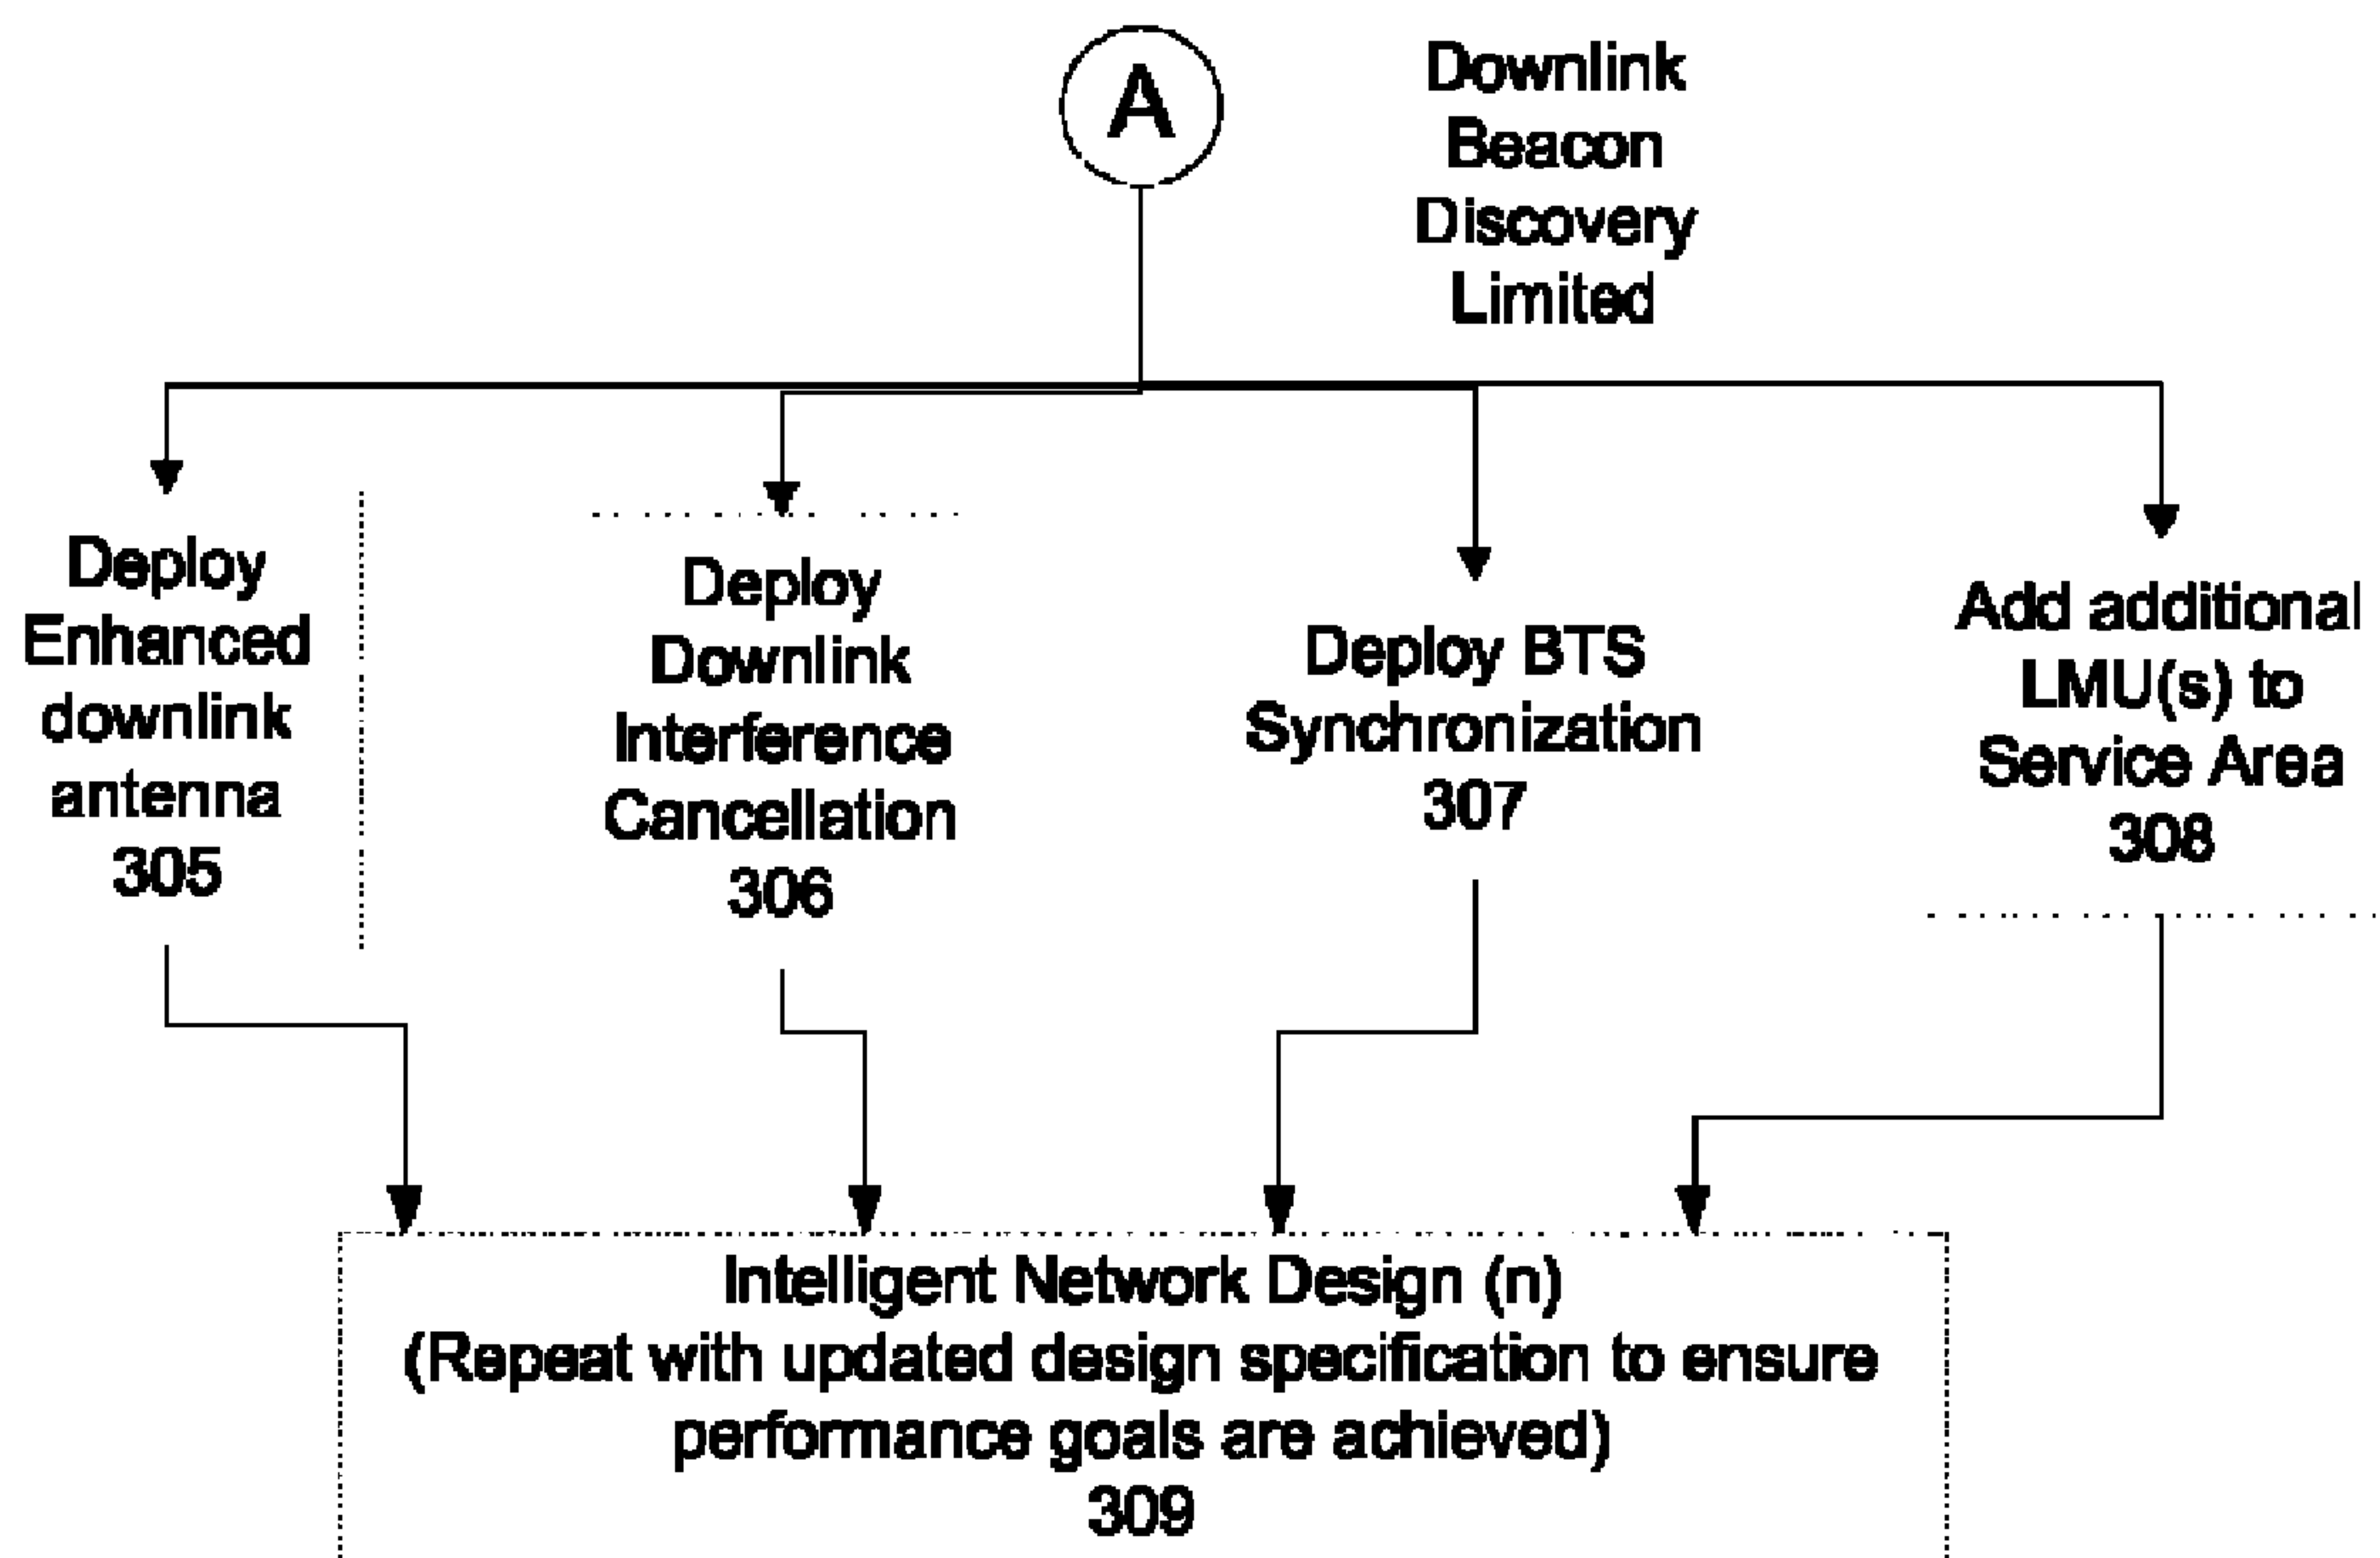 A
Downlink
Beacon
Discovery
Limited
Deploy
Enhanced
downlink
antenna
305
Deploy
Downlink
Interference
Cancellation
306
Deploy BTS
Synchronization
307
Add additional
LMU(s) to
Service Area
308
Intelligent Network Design (n)
(Repeat with updated design specification to ensure
performance goals are achieved)
309